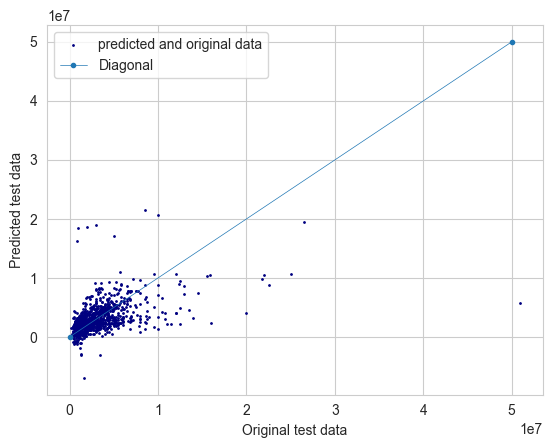 1e7
predicted and original data
Diagonal
5
4
3
2
1
0
Predicted test data
0
1
2
3
4
5
1e7
Original test data